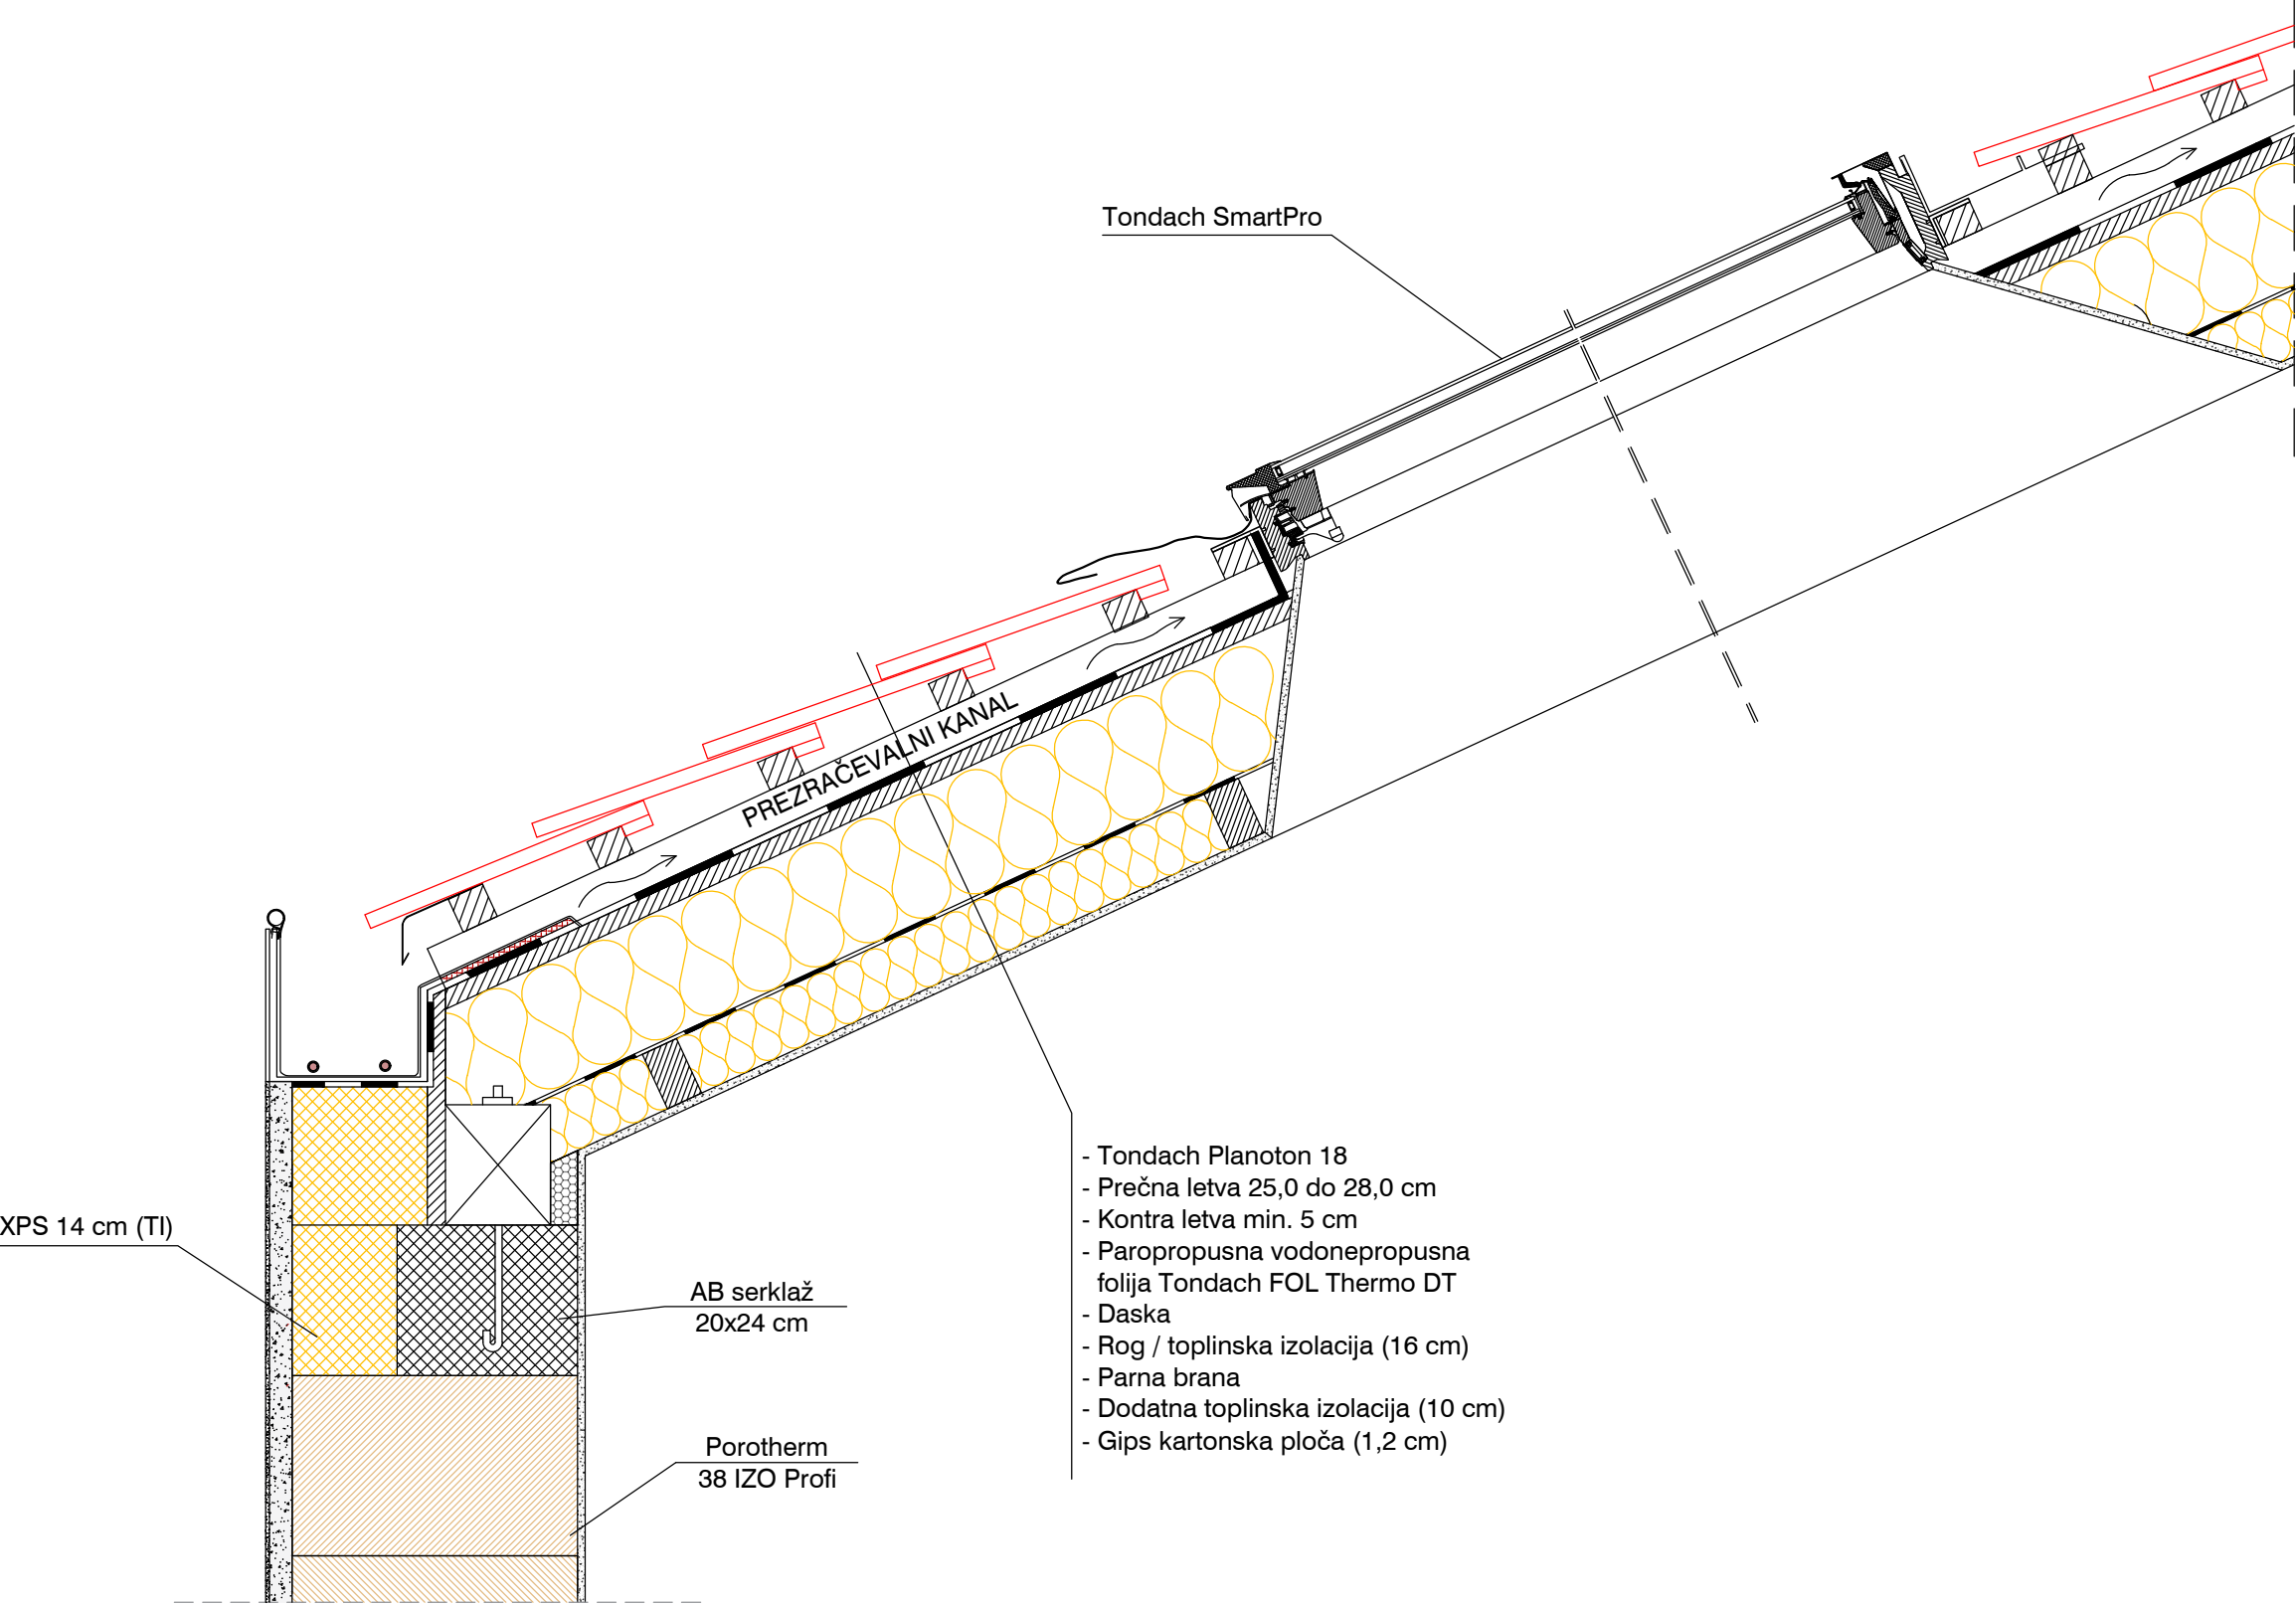 Tondach SmartPro
PREZRAČEVALNI KANAL
- Tondach Planoton 18
- Prečna letva 25,0 do 28,0 cm
- Kontra letva min. 5 cm
- Paropropusna vodonepropusna
folija Tondach FOL Thermo DT
- Daska
- Rog / toplinska izolacija (16 cm)
- Parna brana
- Dodatna toplinska izolacija (10 cm)
- Gips kartonska ploča (1,2 cm)
XPS 14 cm (TI)
AB serklaž
20x24 cm
Porotherm
38 IZO Profi